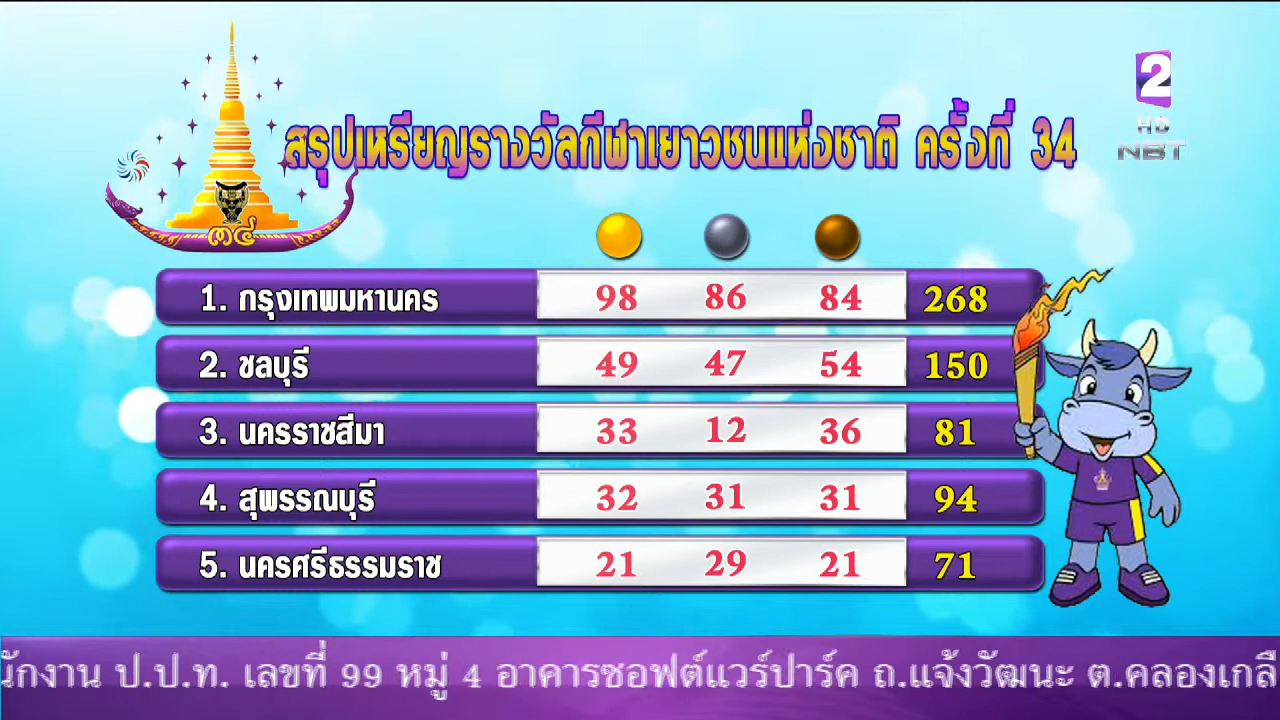 สรุปเหรียญรางวัลกีฬาเยาวชนแห่งชาติ ครั้งที่ 34
2
HD
NBT
๓๔
1. กรุงเทพมหานคร 98 86 84 268
2. ชลบุรี 49 47 54 150
3. นครราชสีมา 33 12 36 81
4. สุพรรณบุรี 32 31 31 94
5. นครศรีธรรมราช 21 29 21 71
นักงาน ป.ป.ท. เลขที่ 99 หมู่ 4 อาคารซอฟต์แวร์ปาร์ค ถ.แจ้งวัฒนะ ต.คลองเกลื